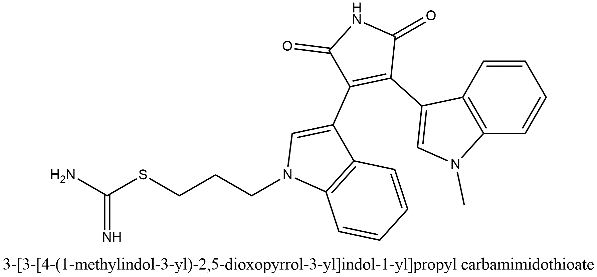 NH
O
O
N
N
H2N
S
NH
3-[3-[4-(1-methylindol-3-yl)-2,5-dioxopyrrol-3-yl]indol-1-yl]propyl carbamimidothioate